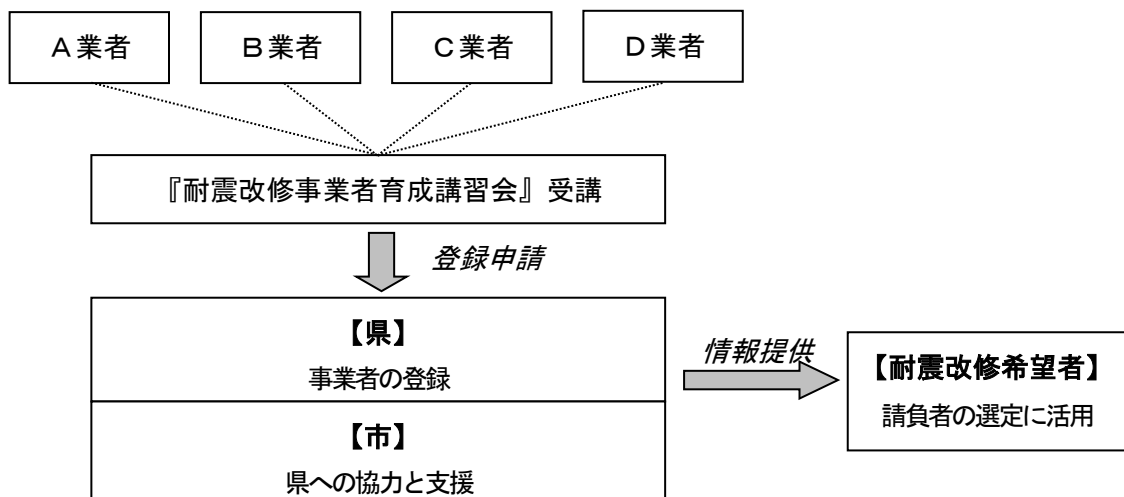 A業者
B業者
C業者
D業者
『耐震改修事業者育成講習会』受講
登録申請
【県】
事業者の登録
情報提供
【耐震改修希望者】
請負者の選定に活用
【市】
県への協力と支援